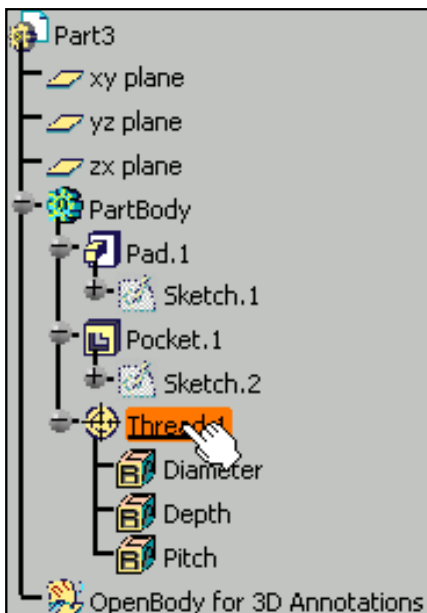 Part3
xy plane
yz plane
zx plane
PartBody
Pad.1
Sketch.1
Pocket.1
Sketch.2
Thread.1
R Diameter
R Depth
R Pitch
OpenBody for 3D Annotations